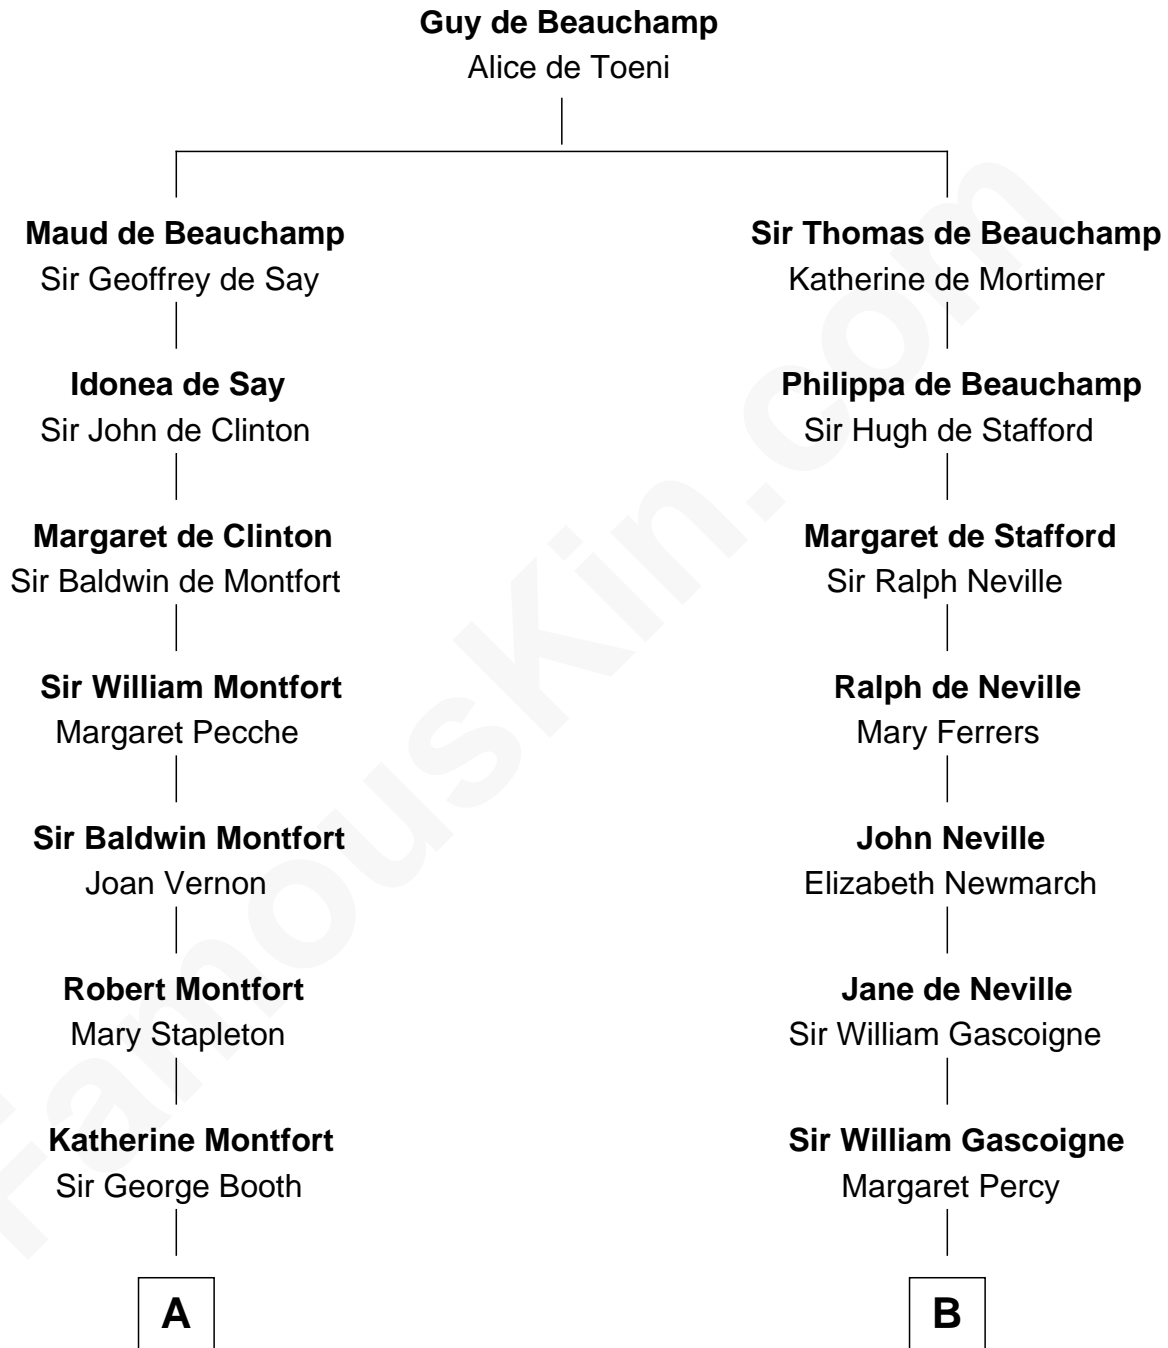 Guy de Beauchamp
Alice de Toeni
Maud de Beauchamp
Sir Geoffrey de Say
Sir Thomas de Beauchamp
Katherine de Mortimer
Idonea de Say
Sir John de Clinton
Philippa de Beauchamp
Sir Hugh de Stafford
Margaret de Clinton
Sir Baldwin de Montfort
Margaret de Stafford
Sir Ralph Neville
Sir William Montfort
Margaret Pecche
Ralph de Neville
Mary Ferrers
Sir Baldwin Montfort
Joan Vernon
John Neville
Elizabeth Newmarch
Robert Montfort
Mary Stapleton
Jane de Neville
Sir William Gascoigne
Katherine Montfort
Sir George Booth
Sir William Gascoigne
Margaret Percy
A
B
FamousKin.com